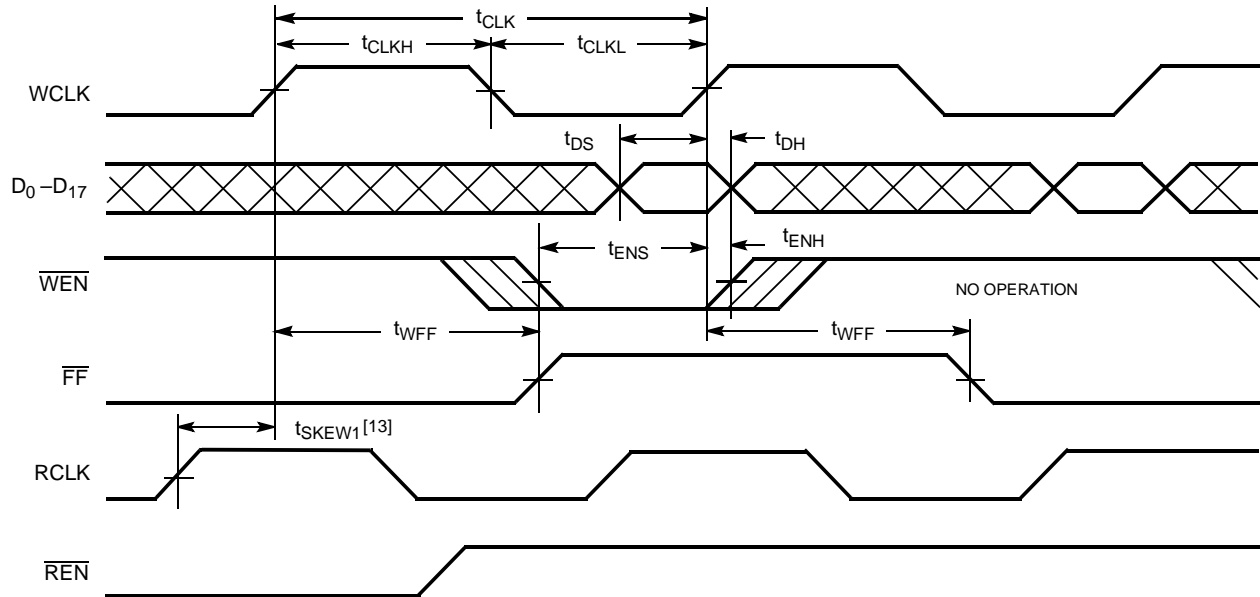 tCLK
tCLKH tCLKL
WCLK
tDS tDH
D0 –D17
tENS tENH
WEN
NO OPERATION
tWFF tWFF
FF
tSKEW1[13]
RCLK
REN